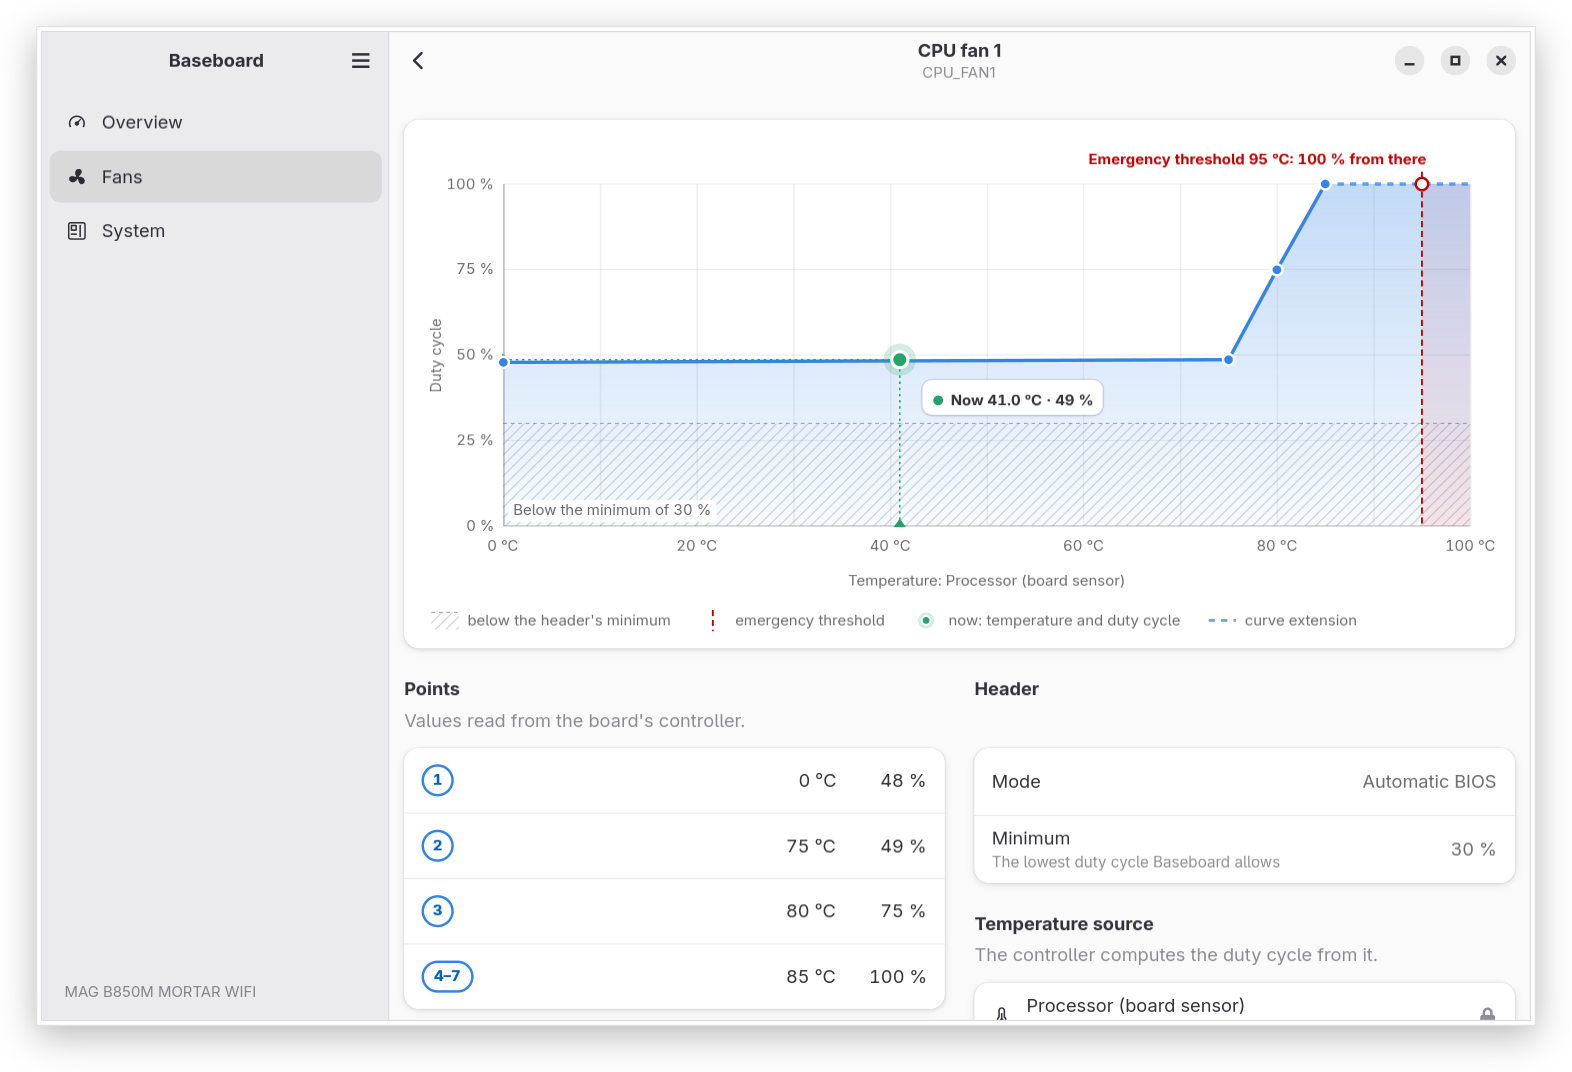 Baseboard
Overview
Fans
System
MAG B850M MORTAR WIFI
CPU fan 1
CPU_FAN1
Emergency threshold 95 °C: 100 % from there
100 %
75 %
50 %
25 %
0 %
Duty cycle
Now 41.0 °C · 49 %
Below the minimum of 30 %
0 °C 20 °C 40 °C 60 °C 80 °C 100 °C
Temperature: Processor (board sensor)
below the header's minimum emergency threshold now: temperature and duty cycle curve extension
Points
Values read from the board's controller.
1 0 °C 48 %
2 75 °C 49 %
3 80 °C 75 %
4–7 85 °C 100 %
Header
Mode Automatic BIOS
Minimum
The lowest duty cycle Baseboard allows
30 %
Temperature source
The controller computes the duty cycle from it.
Processor (board sensor)